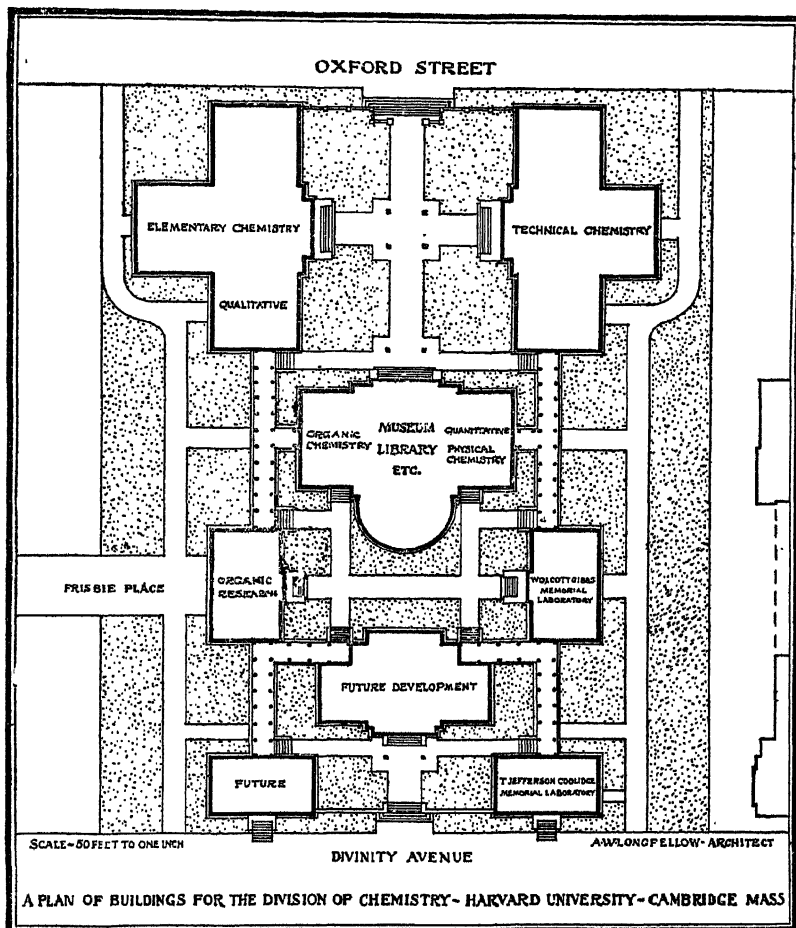 OXFORD STREET
ELEMENTARY CHEMISTRY
QUALITATIVE
TECHNICAL CHEMISTRY
ORGANIC
CHEMISTRY
MUSEUM
LIBRARY
ETC.
QUANTITATIVE
PHYSICAL
CHEMISTRY
FRISBIE PLACE
ORGANIC
RESEARCH
WOLCOTT GIBBS
MEMORIAL
LABORATORY
FUTURE DEVELOPMENT
FUTURE
T JEFFERSON COOLIDGE
MEMORIAL LABORATORY
SCALE-50 FEET TO ONE INCH
A·W·LONGFELLOW-ARCHITECT
DIVINITY AVENUE
A PLAN OF BUILDINGS FOR THE DIVISION OF CHEMISTRY-HARVARD UNIVERSITY-CAMBRIDGE MASS